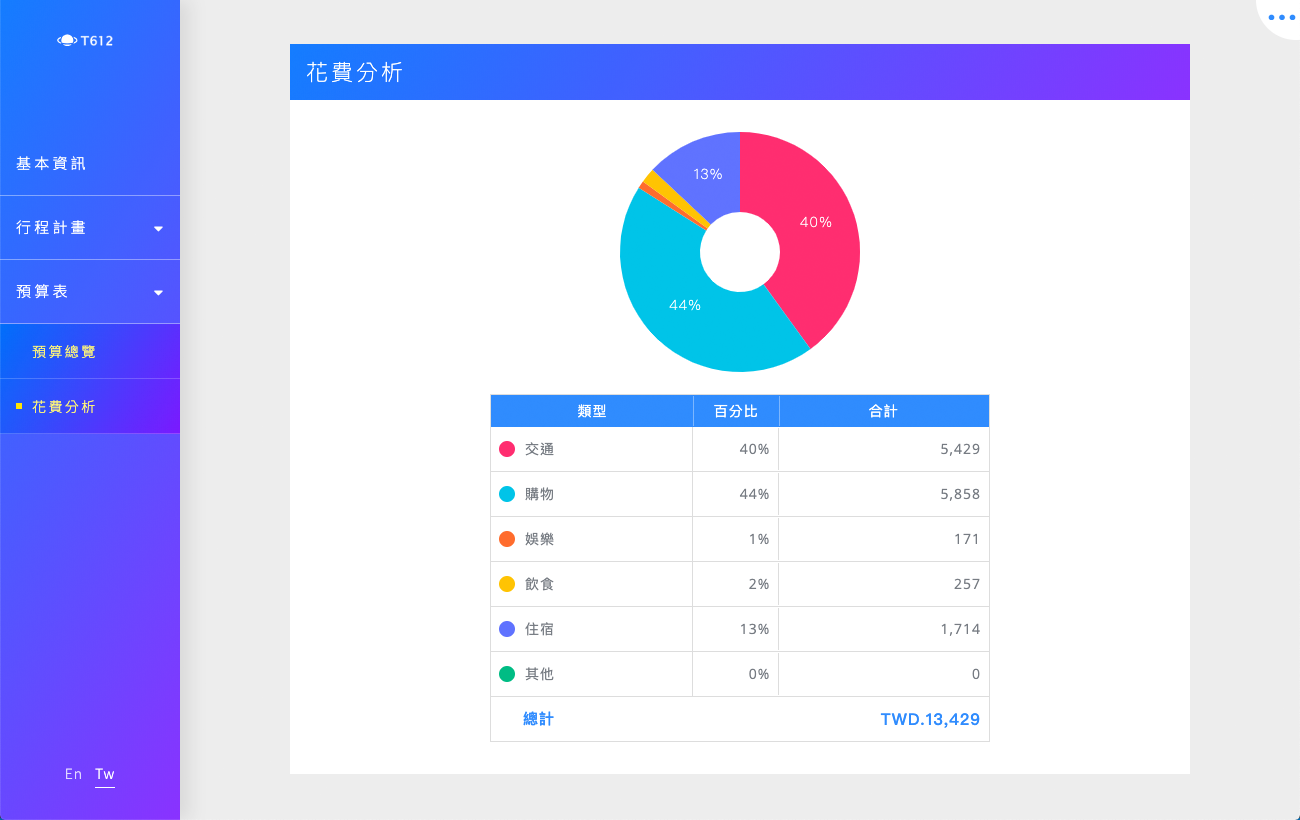 T612
基本資訊
行程計畫
預算表
預算總覽
花費分析
En Tw
花費分析
13%
40%
44%
類型 百分比 合計
交通 40% 5,429
購物 44% 5,858
娛樂 1% 171
飲食 2% 257
住宿 13% 1,714
其他 0% 0
總計 TWD.13,429